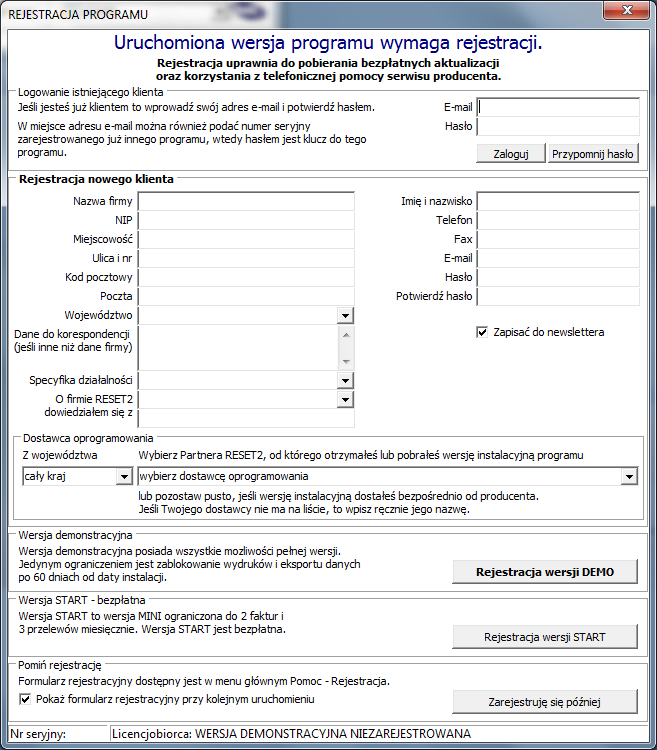 REJESTRACJA PROGRAMU
Uruchomiona wersja programu wymaga rejestracji.
Rejestracja uprawnia do pobierania bezpłatnych aktualizacji
oraz korzystania z telefonicznej pomocy serwisu producenta.
Logowanie istniejącego klienta
Jeśli jesteś już klientem to wprowadź swój adres e-mail i potwierdź hasłem.
E-mail
W miejsce adresu e-mail można również podać numer seryjny
zarejestrowanego już innego programu, wtedy hasłem jest klucz do tego
programu.
Hasło
Zaloguj
Przypomnij hasło
Rejestracja nowego klienta
Nazwa firmy
NIP
Miejscowość
Ulica i nr
Kod pocztowy
Poczta
Województwo
Dane do korespondencji
(jeśli inne niż dane firmy)
Specyfika działalności
O firmie RESET2
dowiedziałem się z
Imię i nazwisko
Telefon
Fax
E-mail
Hasło
Potwierdź hasło
Zapisać do newslettera
Dostawca oprogramowania
Z województwa
Wybierz Partnera RESET2, od którego otrzymałeś lub pobrałeś wersję instalacyjną programu
cały kraj
wybierz dostawcę oprogramowania
lub pozostaw pusto, jeśli wersję instalacyjną dostałeś bezpośrednio od producenta.
Jeśli Twojego dostawcy nie ma na liście, to wpisz ręcznie jego nazwę.
Wersja demonstracyjna
Wersja demonstracyjna posiada wszystkie mozliwości pełnej wersji.
Jedynym ograniczeniem jest zablokowanie wydruków i eksportu danych
po 60 dniach od daty instalacji.
Rejestracja wersji DEMO
Wersja START - bezpłatna
Wersja START to wersja MINI ograniczona do 2 faktur i
3 przelewów miesięcznie. Wersja START jest bezpłatna.
Rejestracja wersji START
Pomiń rejestrację
Formularz rejestracyjny dostępny jest w menu głównym Pomoc - Rejestracja.
Pokaż formularz rejestracyjny przy kolejnym uruchomieniu
Zarejestruję się później
Nr seryjny:
Licencjobiorca: WERSJA DEMONSTRACYJNA NIEZAREJESTROWANA